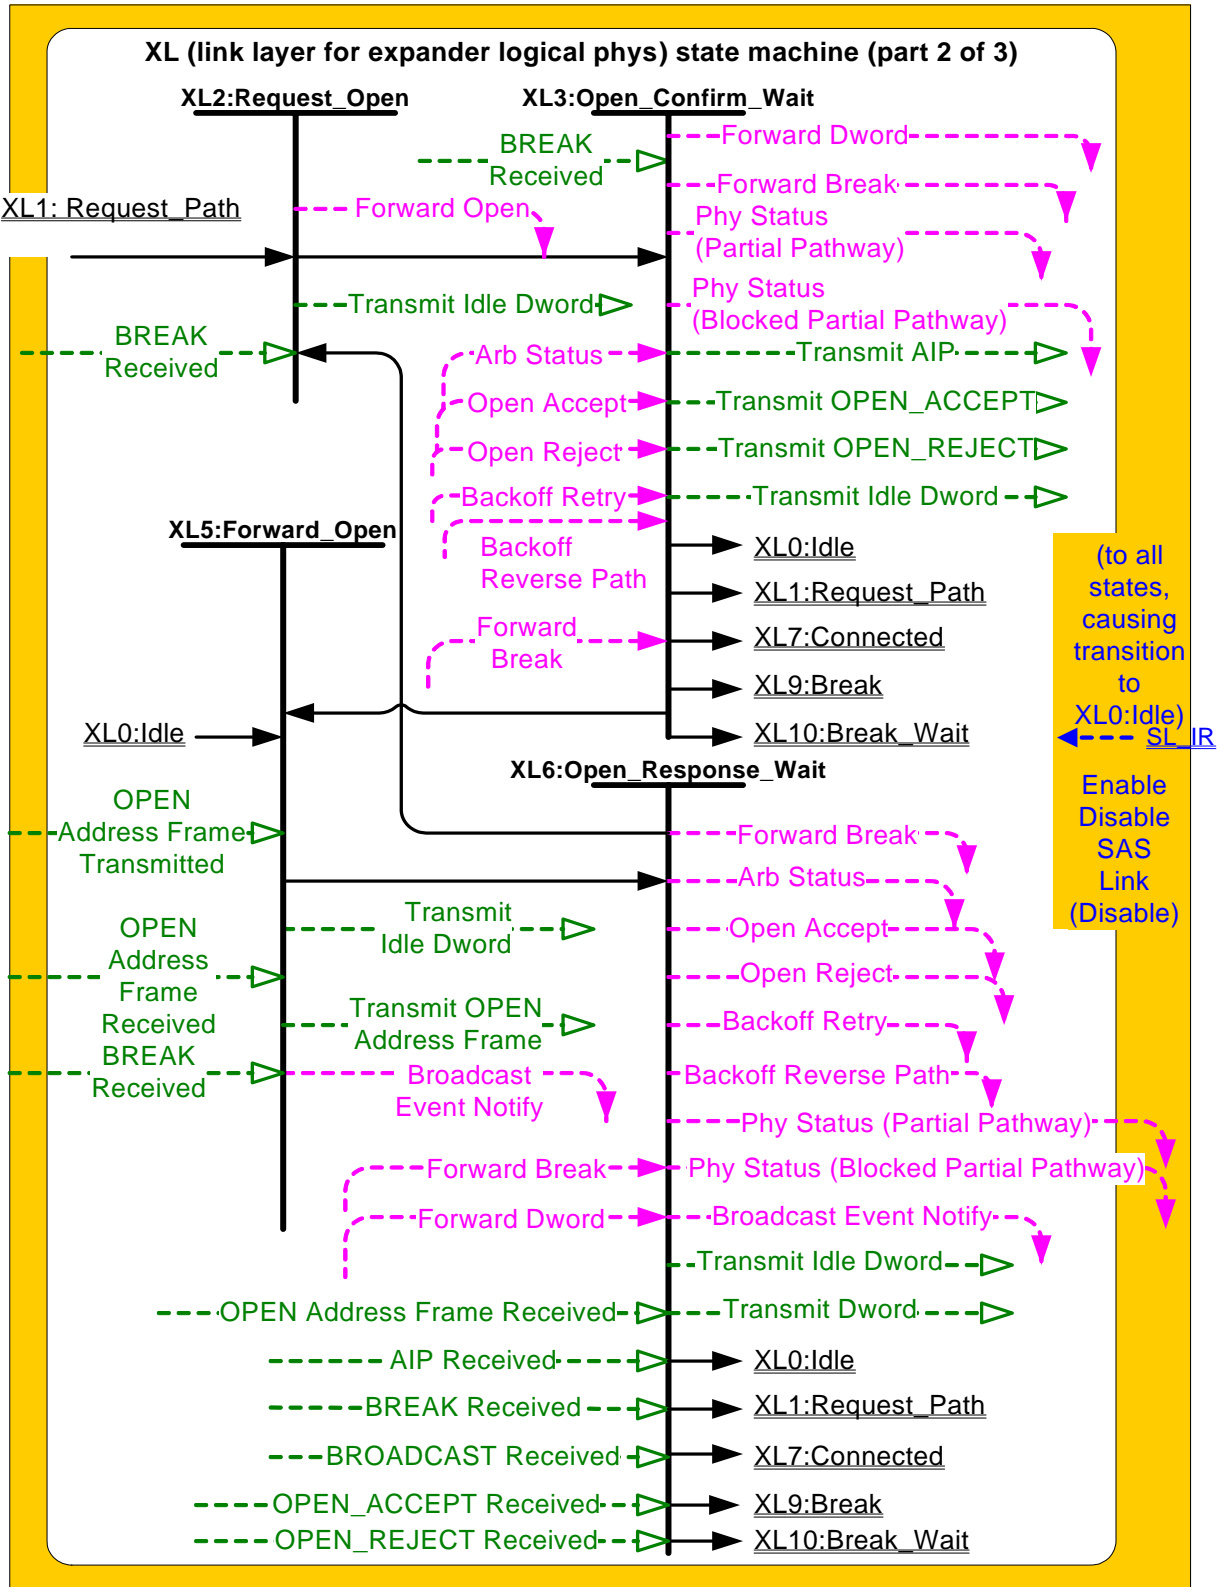 XL (link layer for expander logical phys) state machine (part 2 of 3)
XL2:Request_Open
XL3:Open_Confirm_Wait
Forward Dword
BREAK
Received
Forward Break
XL1: Request_Path
Forward Open
Phy Status
(Partial Pathway)
Transmit Idle Dword
Phy Status
(Blocked Partial Pathway)
BREAK
Received
Arb Status
Transmit AIP
Open Accept
Transmit OPEN_ACCEPT
Open Reject
Transmit OPEN_REJECT
Backoff Retry
Transmit Idle Dword
XL5:Forward_Open
Backoff
Reverse Path
XL0:Idle
XL1:Request_Path
Forward
Break
XL7:Connected
XL9:Break
XL0:Idle
XL10:Break_Wait
(to all
states,
causing
transition
to
XL0:Idle)
SL_IR
Enable
Disable
SAS
Link
(Disable)
XL6:Open_Response_Wait
OPEN
Address Frame
Transmitted
Forward Break
Arb Status
Transmit
Idle Dword
Open Accept
OPEN
Address
Frame
Received
Open Reject
Transmit OPEN
Address Frame
Backoff Retry
BREAK
Received
Broadcast
Event Notify
Backoff Reverse Path
Phy Status (Partial Pathway)
Forward Break
Phy Status (Blocked Partial Pathway)
Forward Dword
Broadcast Event Notify
Transmit Idle Dword
OPEN Address Frame Received
Transmit Dword
AIP Received
XL0:Idle
BREAK Received
XL1:Request_Path
BROADCAST Received
XL7:Connected
OPEN_ACCEPT Received
XL9:Break
OPEN_REJECT Received
XL10:Break_Wait